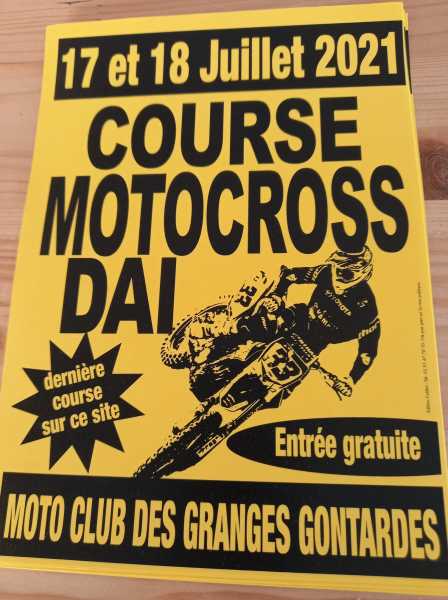 17 et 18 Juillet 2021
COURSE
MOTOCROSS
DAI
dernière
course
sur ce site
Entrée gratuite
MOTO CLUB DES GRANGES GONTARDES